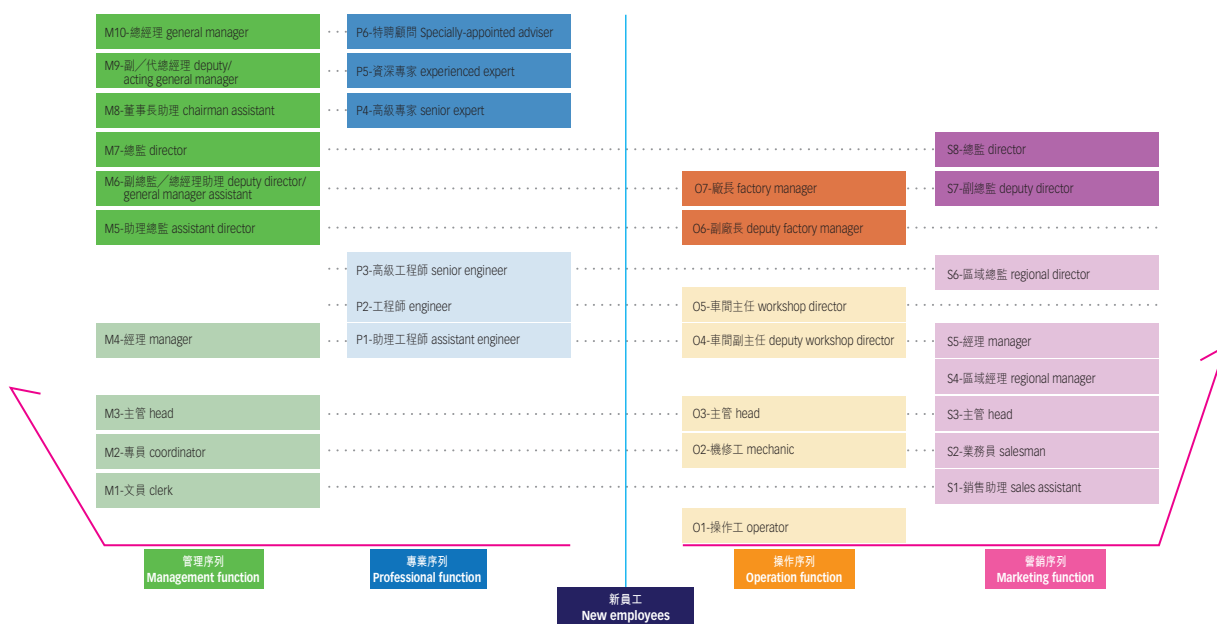 M10-總經理 general manager
P6-特聘顧問 Specially-appointed adviser
M9-副／代總經理 deputy/
acting general manager
P5-資深專家 experienced expert
M8-董事長助理 chairman assistant
P4-高級專家 senior expert
M7-總監 director
S8-總監 director
M6-副總監／總經理助理 deputy director/
general manager assistant
O7-廠長 factory manager
S7-副總監 deputy director
M5-助理總監 assistant director
O6-副廠長 deputy factory manager
P3-高級工程師 senior engineer
S6-區域總監 regional director
P2-工程師 engineer
O5-車間主任 workshop director
M4-經理 manager
P1-助理工程師 assistant engineer
O4-車間副主任 deputy workshop director
S5-經理 manager
S4-區域經理 regional manager
M3-主管 head
O3-主管 head
S3-主管 head
M2-專員 coordinator
O2-機修工 mechanic
S2-業務員 salesman
M1-文員 clerk
S1-銷售助理 sales assistant
O1-操作工 operator
管理序列
Management function
專業序列
Professional function
操作序列
Operation function
營銷序列
Marketing function
新員工
New employees